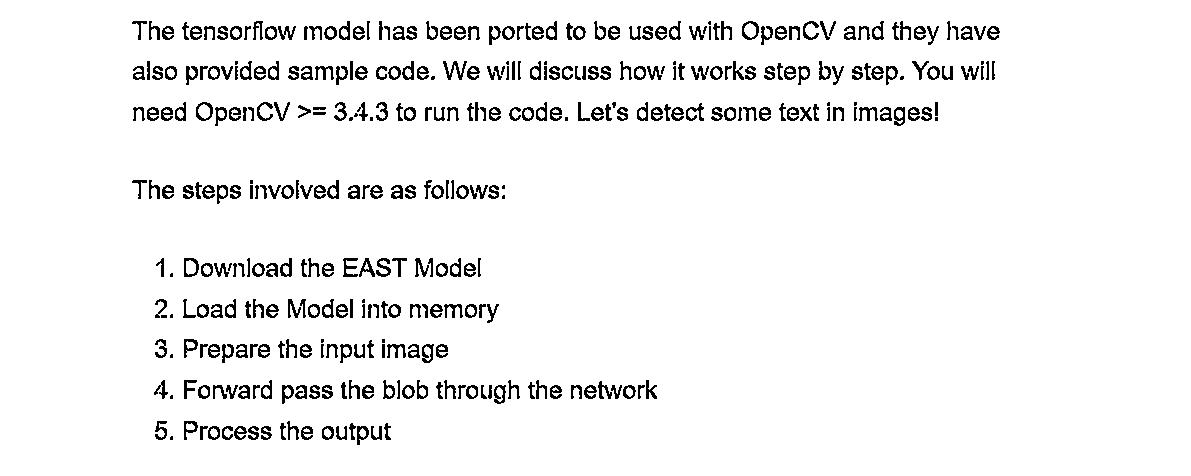 The tensorflow model has been ported to be used with OpenCV and they have
also provided sample code. We will discuss how it works step by step. You will
need OpenCV >= 3.4.3 to run the code. Let's detect some text in images!
The steps involved are as follows:
1. Download the EAST Model
2. Load the Model into memory
3. Prepare the input image
4. Forward pass the blob through the network
5. Process the output